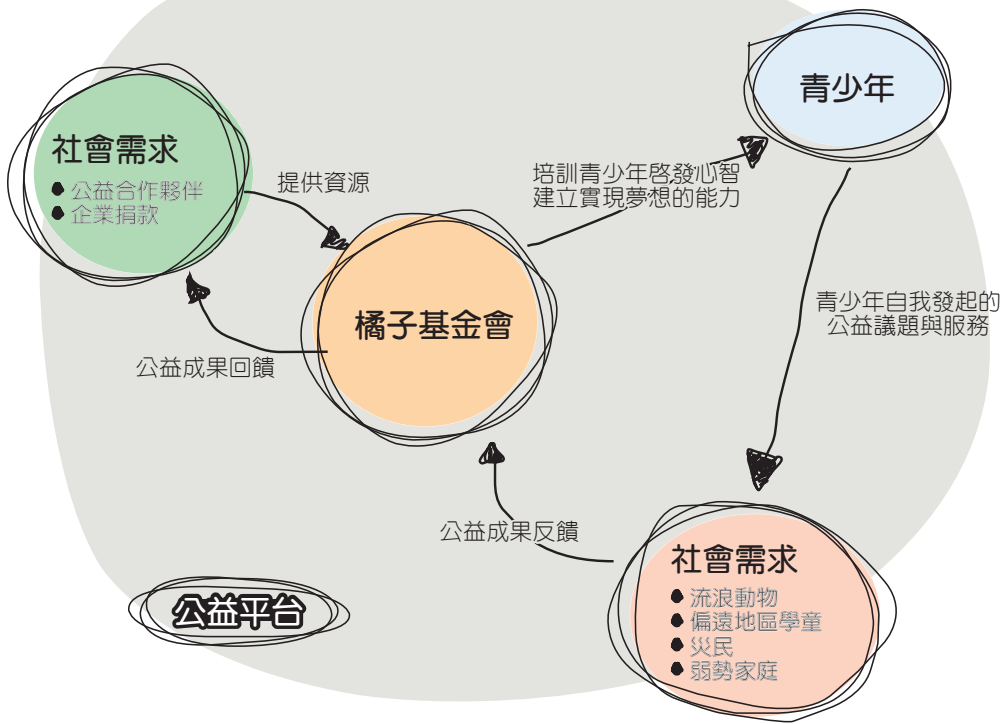 青少年
社會需求
● 公益合作夥伴
● 企業捐款
提供資源
培訓青少年啓發心智
建立實現夢想的能力
橘子基金會
青少年自我發起的
公益議題與服務
公益成果回饋
公益成果反饋
社會需求
● 流浪動物
● 偏遠地區學童
● 災民
● 弱勢家庭
公益平台